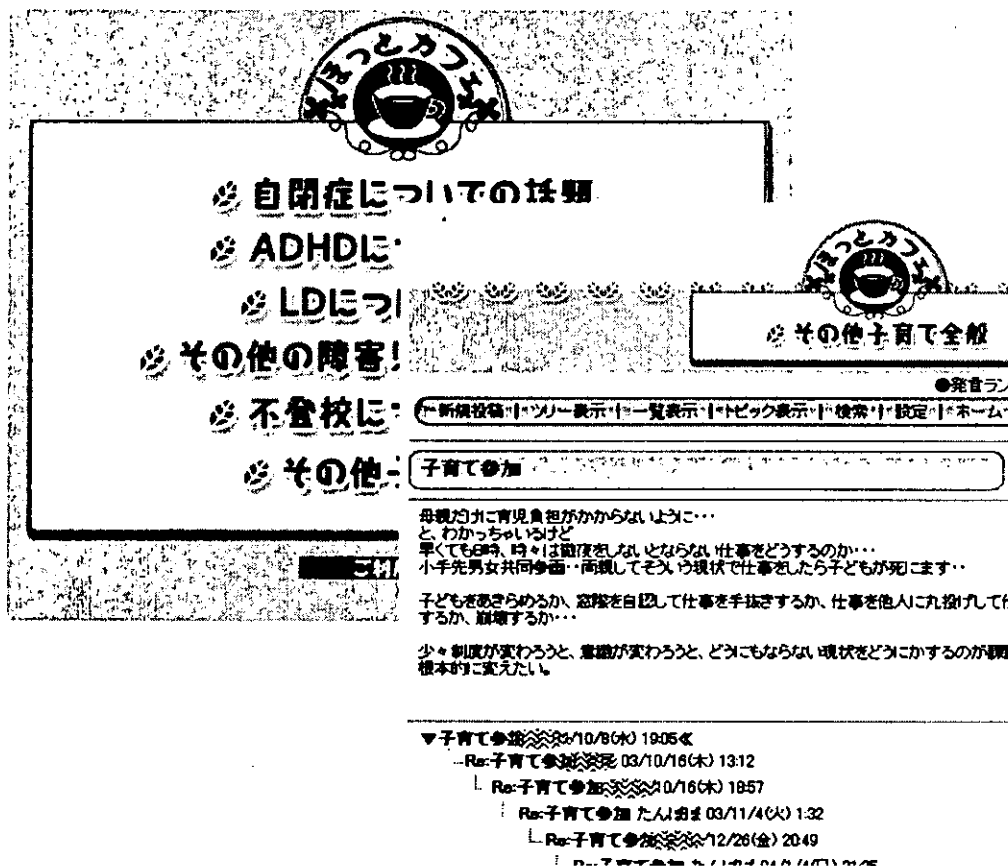 ほっとカフェ
自閉症についての話題
ADHDに
LDにつ
その他の障害
不登校に
その他
ほっとカフェ
その他子育て全般
●発言ラン
新規投稿 | ツリー表示 | 一覧表示 | トピック表示 | 検索 | 設定 | ホーム
子育て参加
母親だけに育児負担がかからないように・・・
と、わかっちゃいるけど
早くても8時、時々は徹夜をしないとならない仕事をどうするのか・・・
小手先男女共同参画・・両親してそういう現状で仕事をしたら子どもが死にます・・
子どもをあきらめるか、窓際を自認して仕事を手抜きするか、仕事を他人に丸投げして
するか、崩壊するか・・・
少々制度が変わろうと、意識が変わろうと、どうにもならない現状をどうにかするのが
根本的に変えたい。
▼子育て参加 /10/8(水) 19:05≪
Re:子育て参加 03/10/16(木) 13:12
Re:子育て参加 10/16(木) 18:57
Re:子育て参加 たんぽぽ 03/11/4(火) 1:32
Re:子育て参加 /12/26(金) 20:49
Re:子育て参加